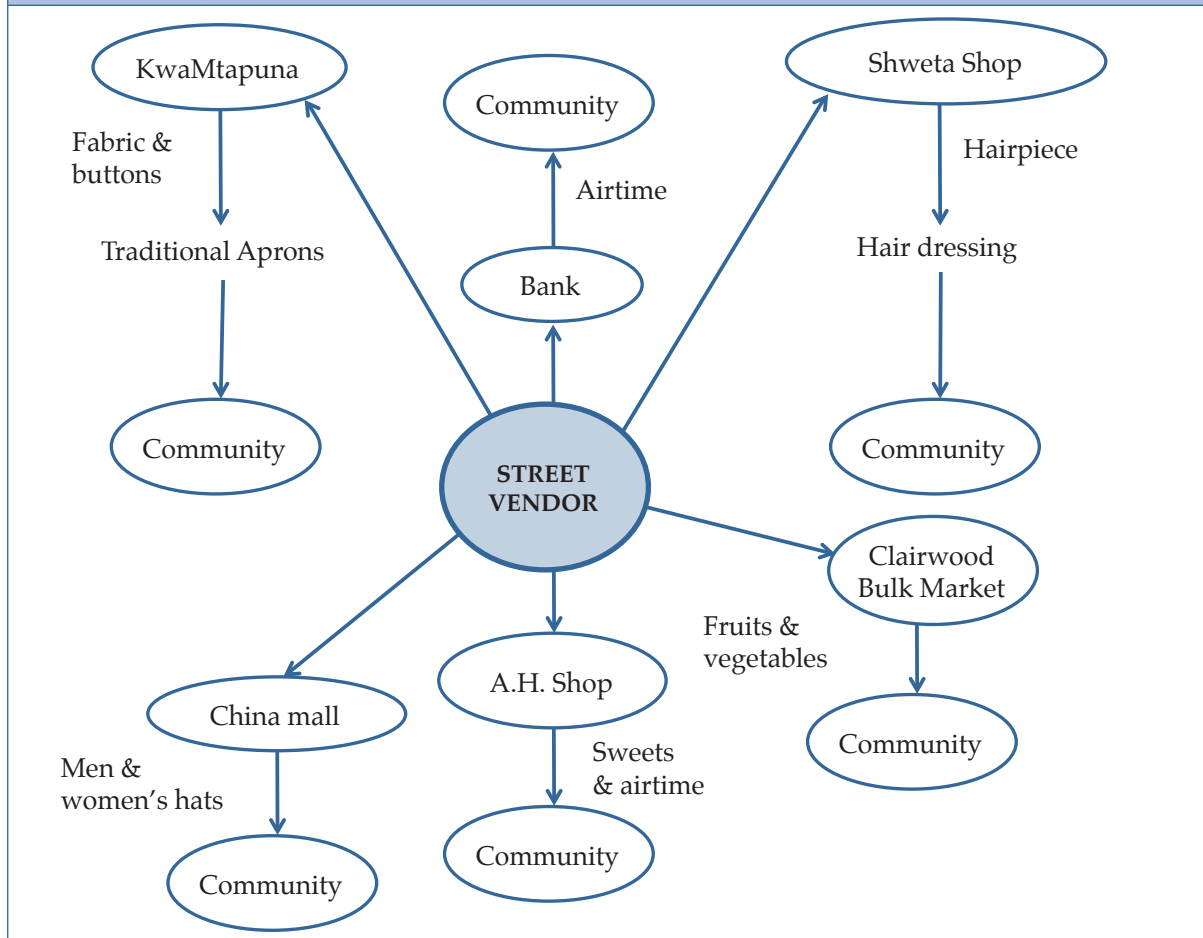 KwaMtapuna
Shweta Shop
Community
Fabric &
buttons
Hairpiece
Airtime
Traditional Aprons
Hair dressing
Bank
Community
Community
STREET
VENDOR
Clairwood
Bulk Market
Fruits &
vegetables
A.H. Shop
China mall
Community
Men &
women’s hats
Sweets
& airtime
Community
Community